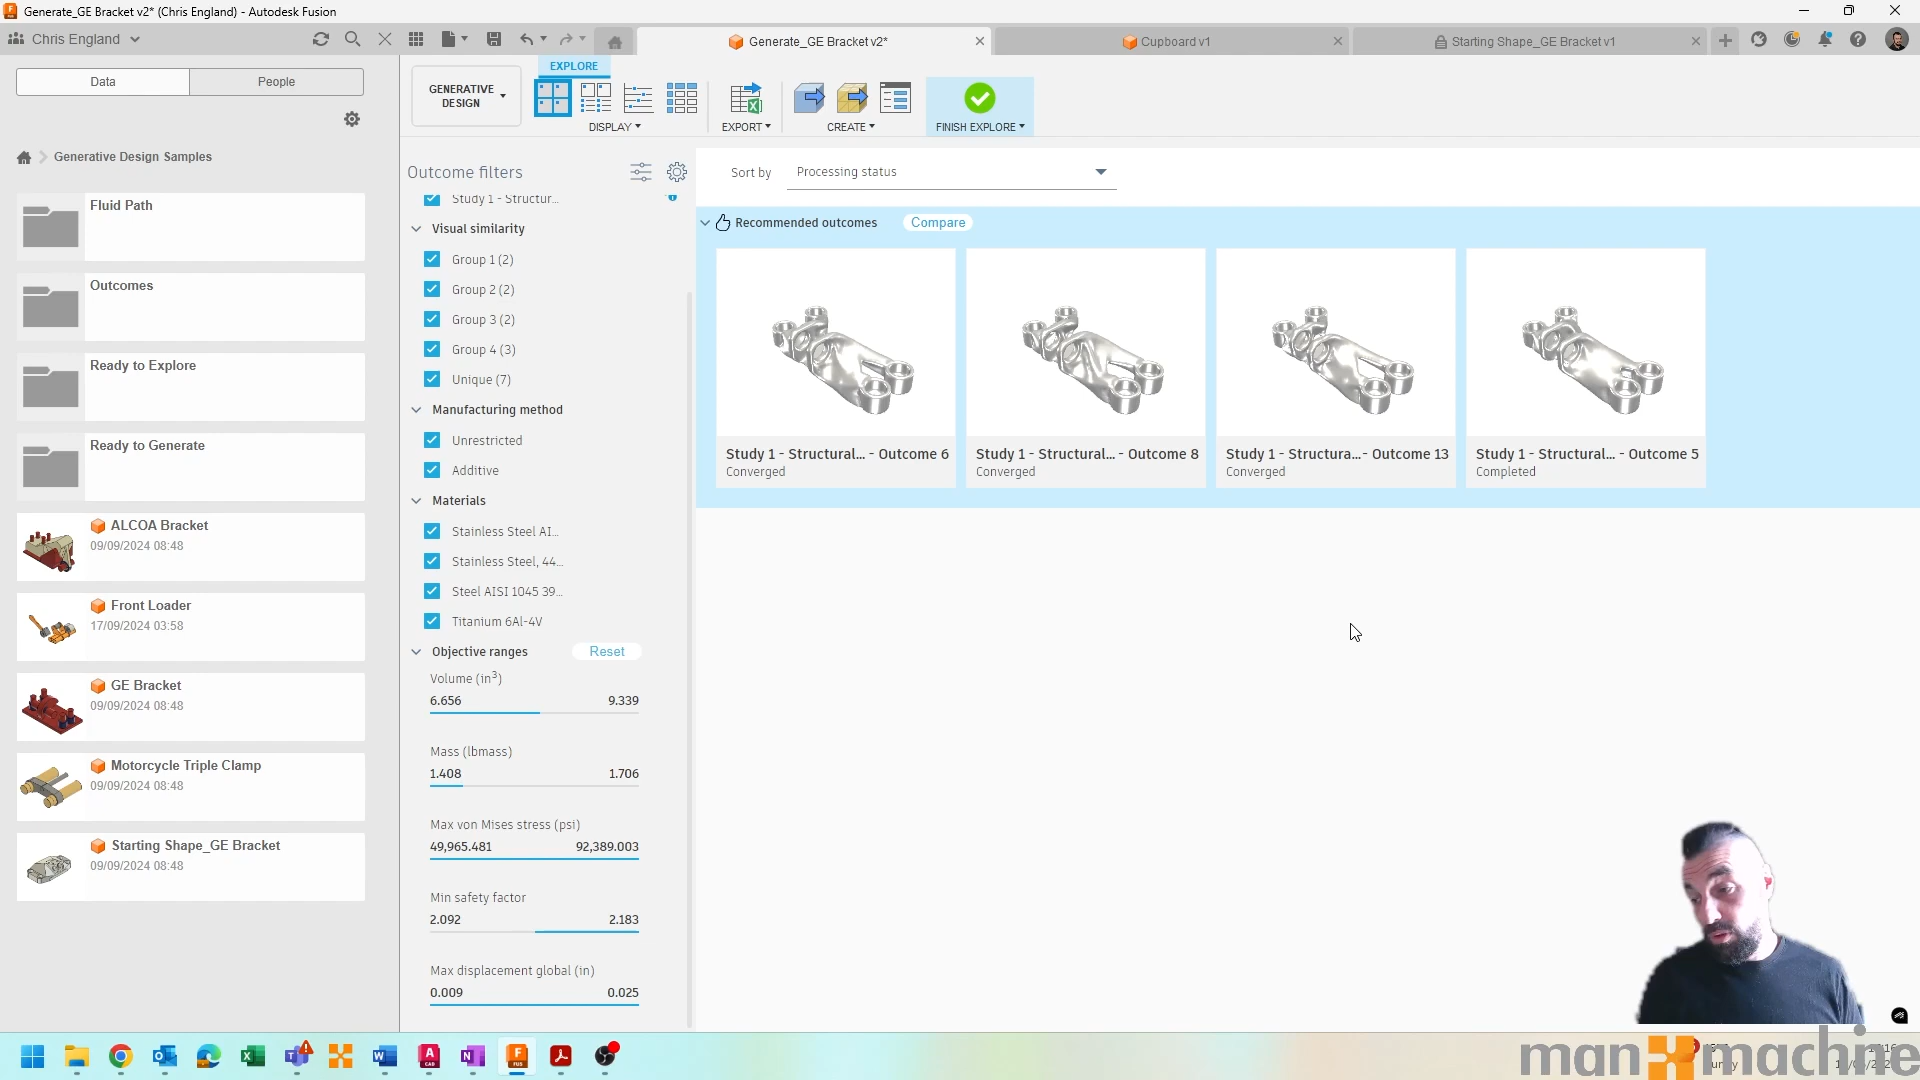 Generate_GE Bracket v2* (Chris England) - Autodesk Fusion
Chris England
Generate_GE Bracket v2*
Cupboard v1
Starting Shape_GE Bracket v1
Data
People
Generative Design Samples
Fluid Path
Outcomes
Ready to Explore
Ready to Generate
ALCOA Bracket
09/09/2024 08:48
Front Loader
17/09/2024 03:58
GE Bracket
09/09/2024 08:48
Motorcycle Triple Clamp
09/09/2024 08:48
Starting Shape_GE Bracket
09/09/2024 08:48
EXPLORE
GENERATIVE
DESIGN
DISPLAY
EXPORT
CREATE
FINISH EXPLORE
Outcome filters
Study 1 - Structur...
Visual similarity
Group 1 (2)
Group 2 (2)
Group 3 (2)
Group 4 (3)
Unique (7)
Manufacturing method
Unrestricted
Additive
Materials
Stainless Steel AI...
Stainless Steel, 44...
Steel AISI 1045 39...
Titanium 6Al-4V
Objective ranges
Reset
Volume (in3)
6.656 9.339
Mass (lbmass)
1.408 1.706
Max von Mises stress (psi)
49,965.481 92,389.003
Min safety factor
2.092 2.183
Max displacement global (in)
0.009 0.025
Sort by
Processing status
Recommended outcomes
Compare
Study 1 - Structural... - Outcome 6
Converged
Study 1 - Structural... - Outcome 8
Converged
Study 1 - Structura...- Outcome 13
Converged
Study 1 - Structural... - Outcome 5
Completed
man machine